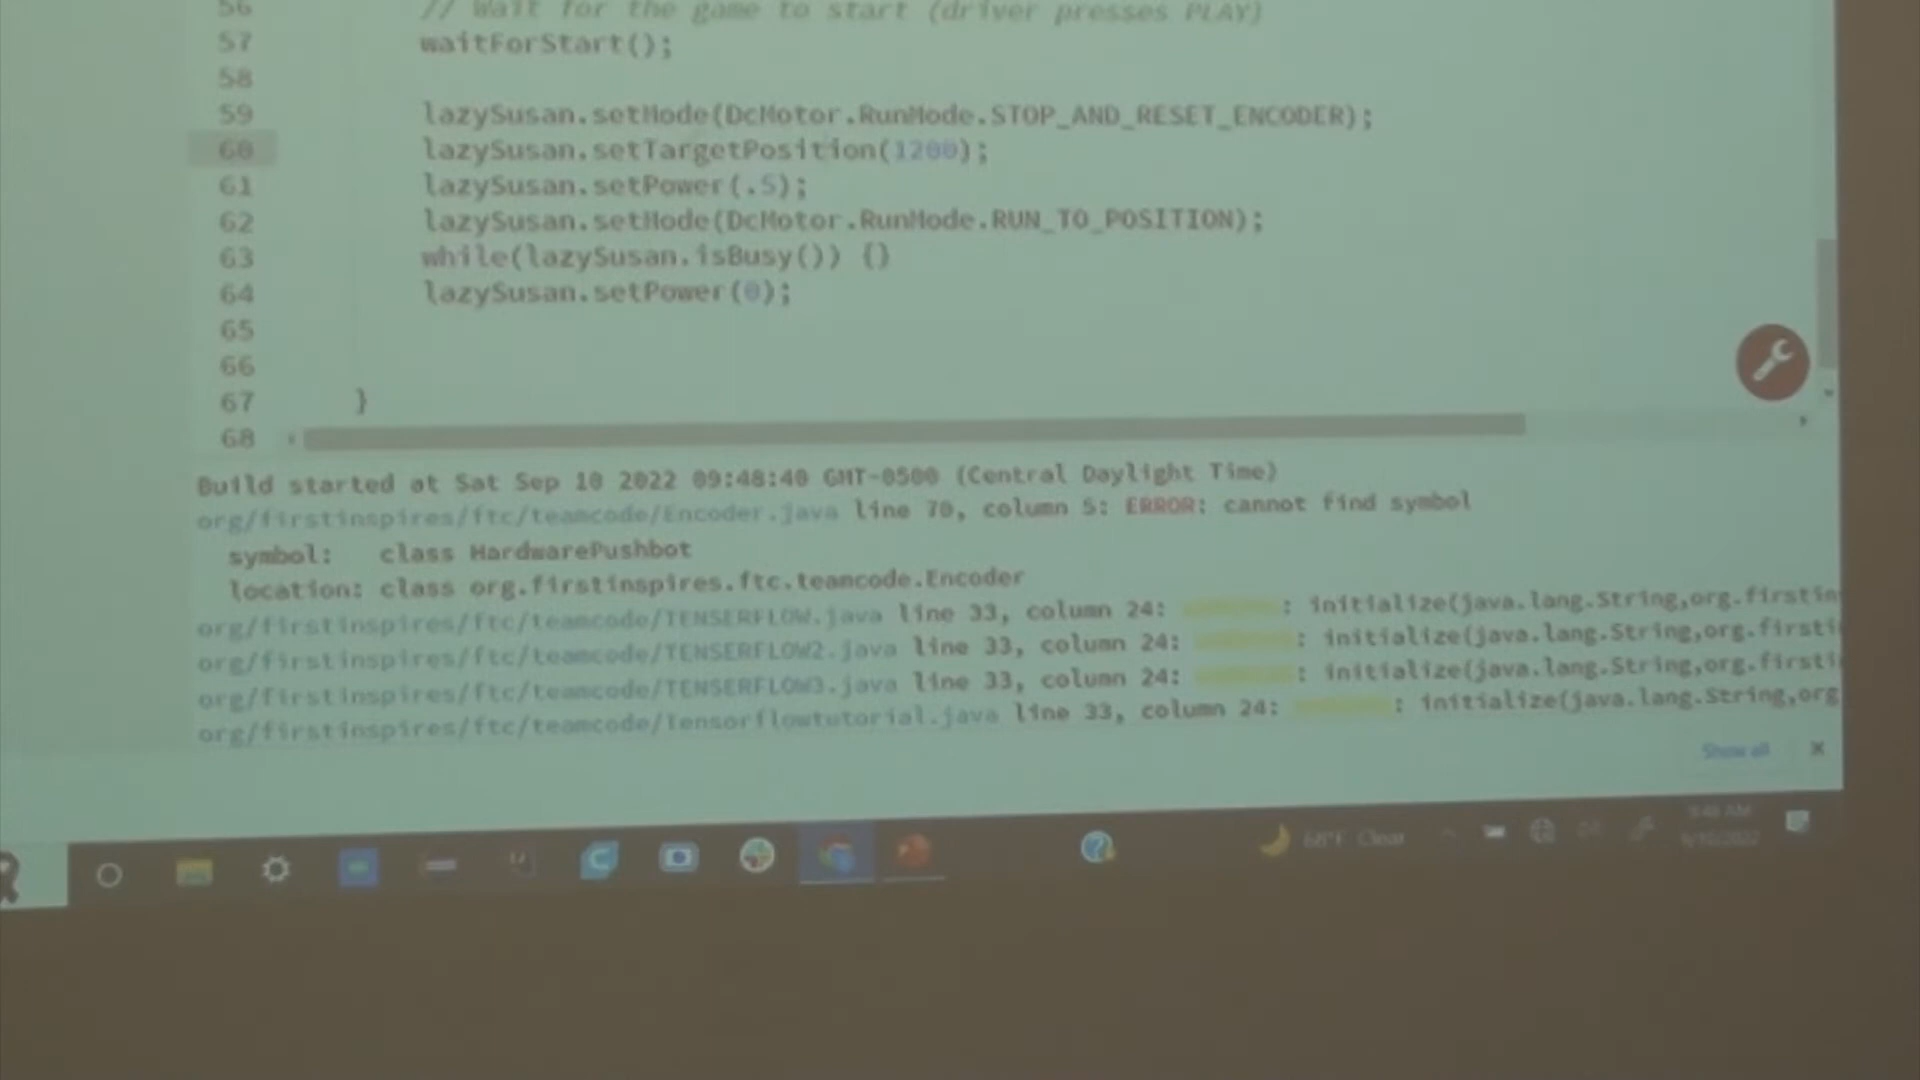 56 // Wait for the game to start (driver presses PLAY)
57 waitForStart();
58
59 lazySusan.setMode(DcMotor.RunMode.STOP_AND_RESET_ENCODER);
60 lazySusan.setTargetPosition(1200);
61 lazySusan.setPower(.5);
62 lazySusan.setMode(DcMotor.RunMode.RUN_TO_POSITION);
63 while(lazySusan.isBusy()) {}
64 lazySusan.setPower(0);
65
66
67 }
68
Build started at Sat Sep 10 2022 09:48:40 GMT-0500 (Central Daylight Time)
org/firstinspires/ftc/teamcode/Encoder.java line 70, column 5: ERROR: cannot find symbol
symbol: class HardwarePushbot
location: class org.firstinspires.ftc.teamcode.Encoder
org/firstinspires/ftc/teamcode/TENSERFLOW.java line 33, column 24: : initialize(java.lang.String,org.firstin
org/firstinspires/ftc/teamcode/TENSERFLOW2.java line 33, column 24: : initialize(java.lang.String,org.firsti
org/firstinspires/ftc/teamcode/TENSERFLOW3.java line 33, column 24: : initialize(java.lang.String,org.firsti
org/firstinspires/ftc/teamcode/Tensorflowtutorial.java line 33, column 24: : initialize(java.lang.String,org
Show all
68°F Clear